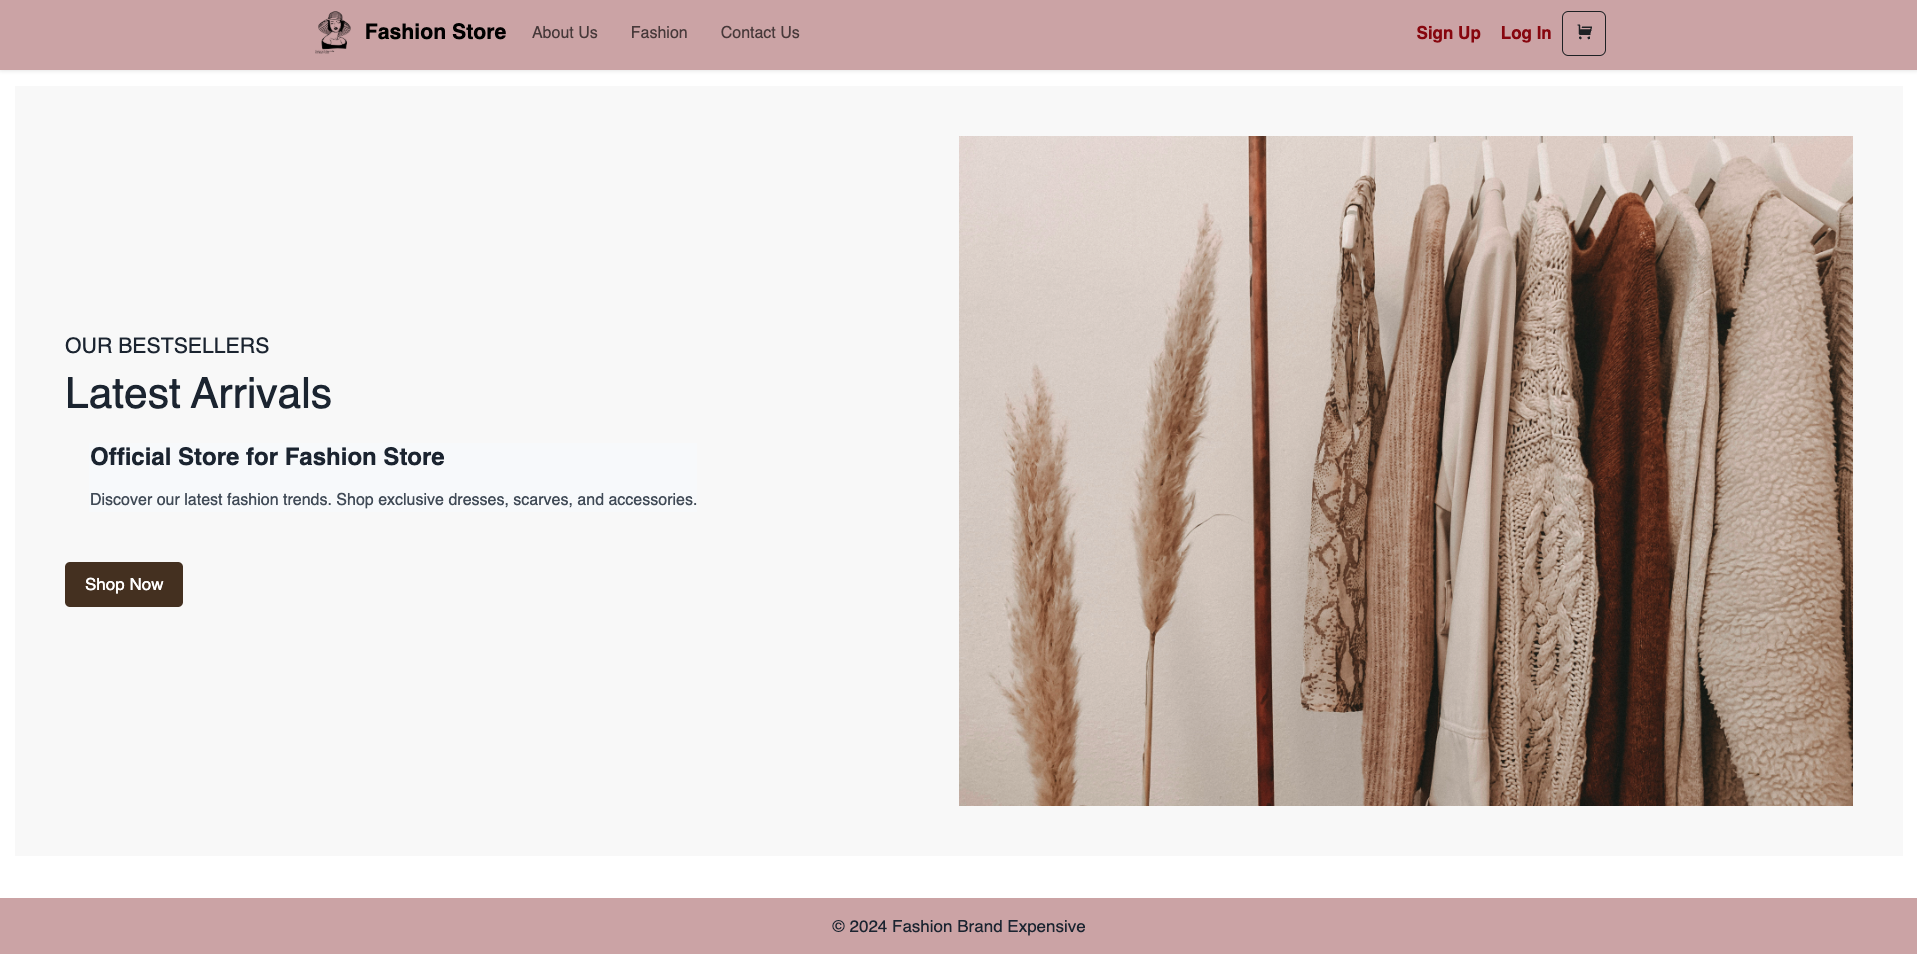 Fashion Store
About Us
Fashion
Contact Us
Sign Up
Log In
OUR BESTSELLERS
Latest Arrivals
Official Store for Fashion Store
Discover our latest fashion trends. Shop exclusive dresses, scarves, and accessories.
Shop Now
© 2024 Fashion Brand Expensive